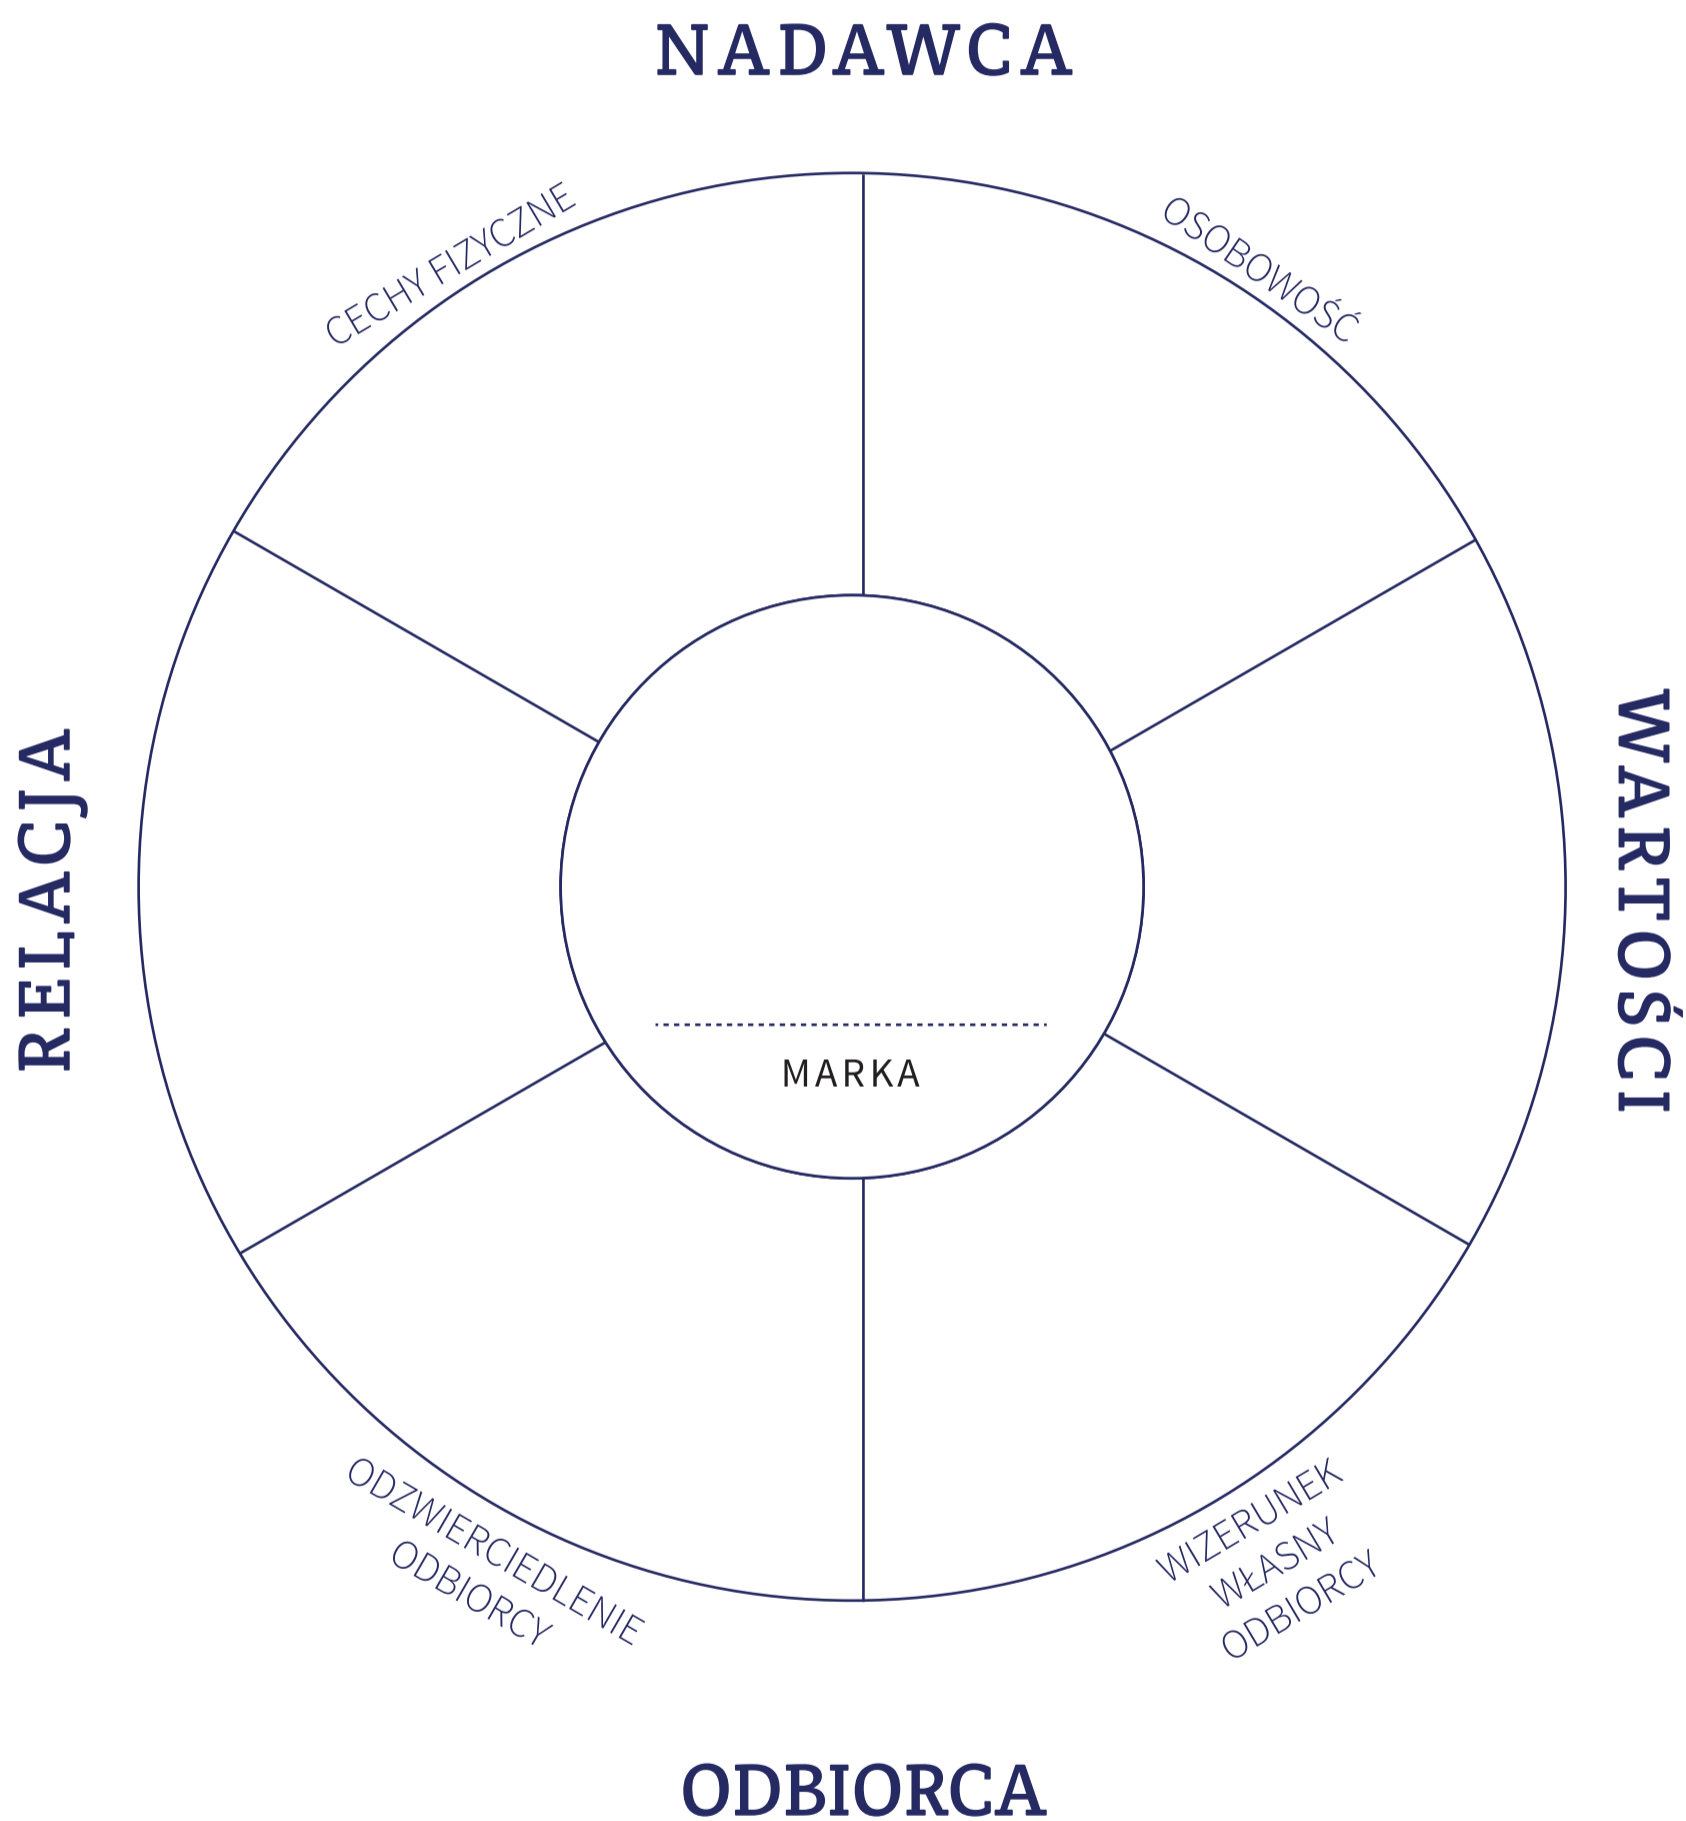 NADAWCA
CECHY FIZYCZNE
OSOBOWOŚĆ
RELACJA
WARTOŚCI
MARKA
ODZWIERCIEDLENIE
ODBIORCY
WIZERUNEK
WŁASNY
ODBIORCY
ODBIORCA